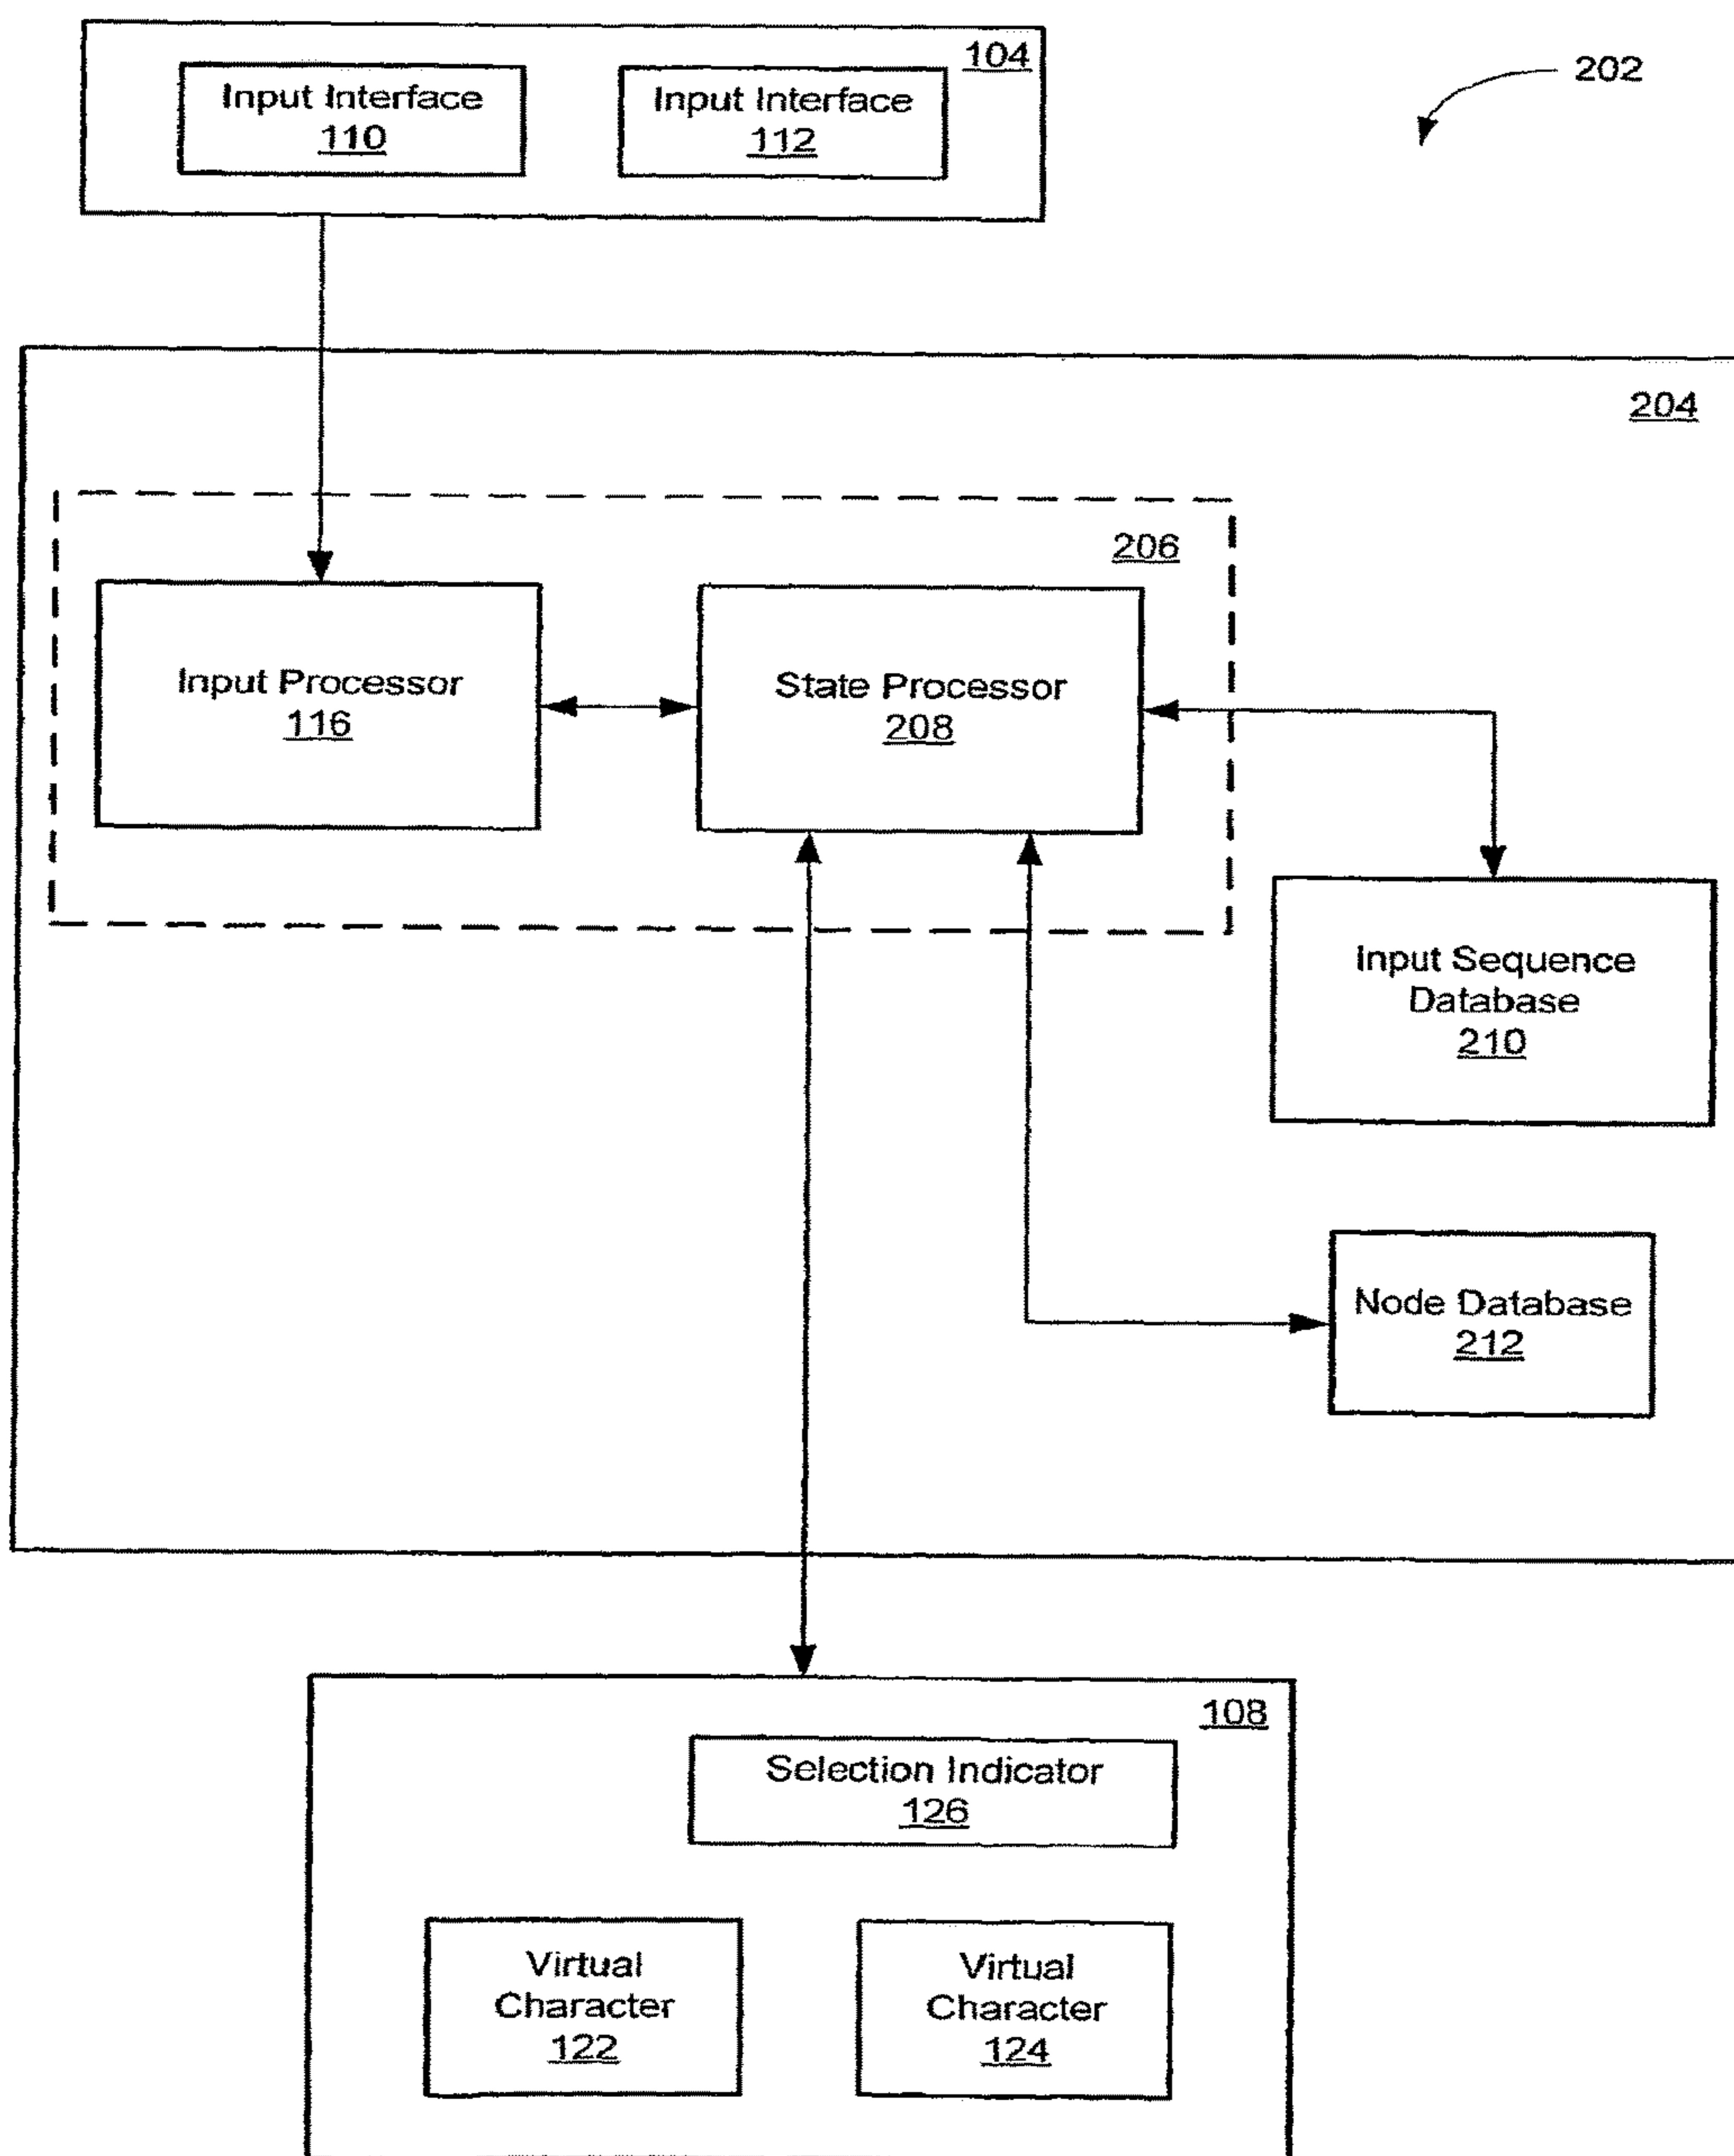 104
202
Input Interface
110
Input Interface
112
204
206
Input Processor
116
State Processor
208
Input Sequence
Database
210
Node Database
212
108
Selection Indicator
126
Virtual
Character
122
Virtual
Character
124